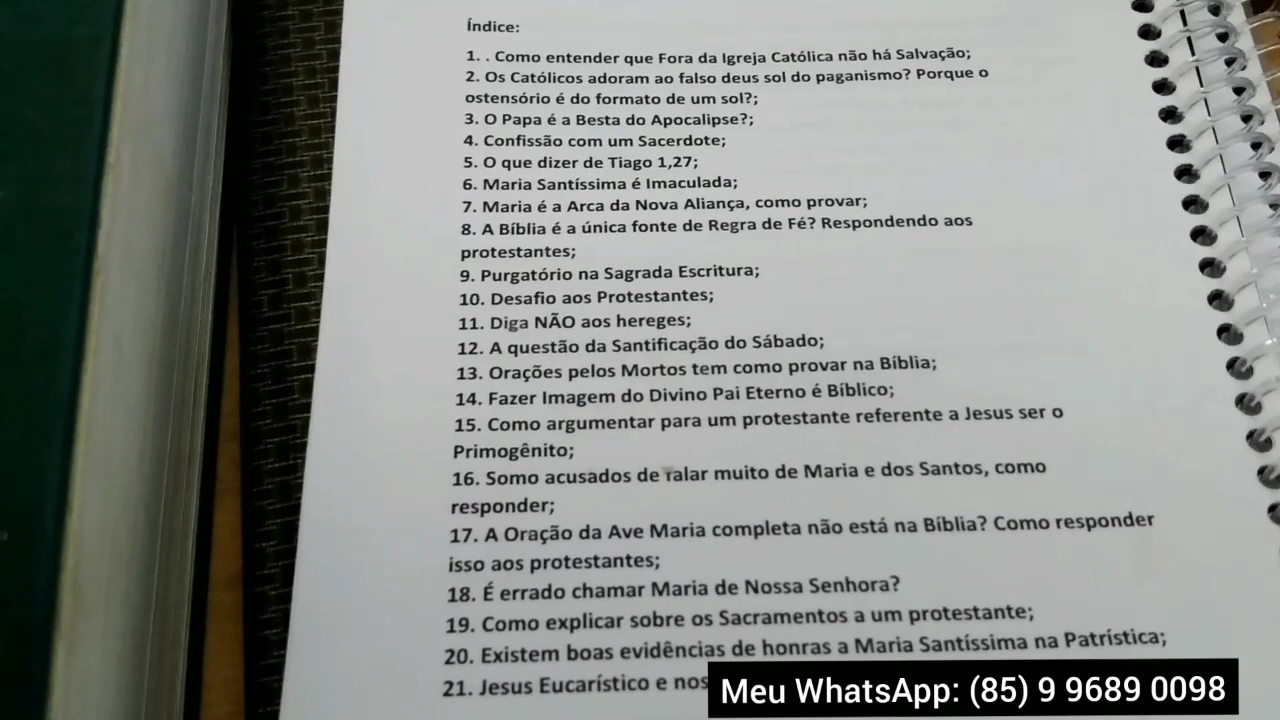 Índice:
1. . Como entender que Fora da Igreja Católica não há Salvação;
2. Os Católicos adoram ao falso deus sol do paganismo? Porque o
ostensório é do formato de um sol?;
3. O Papa é a Besta do Apocalipse?;
4. Confissão com um Sacerdote;
5. O que dizer de Tiago 1,27;
6. Maria Santíssima é Imaculada;
7. Maria é a Arca da Nova Aliança, como provar;
8. A Bíblia é a única fonte de Regra de Fé? Respondendo aos
protestantes;
9. Purgatório na Sagrada Escritura;
10. Desafio aos Protestantes;
11. Diga NÃO aos hereges;
12. A questão da Santificação do Sábado;
13. Orações pelos Mortos tem como provar na Bíblia;
14. Fazer Imagem do Divino Pai Eterno é Bíblico;
15. Como argumentar para um protestante referente a Jesus ser o
Primogênito;
16. Somo acusados de falar muito de Maria e dos Santos, como
responder;
17. A Oração da Ave Maria completa não está na Bíblia? Como responder
isso aos protestantes;
18. É errado chamar Maria de Nossa Senhora?
19. Como explicar sobre os Sacramentos a um protestante;
20. Existem boas evidências de honras a Maria Santíssima na Patrística;
21. Jesus Eucarístico e nos
Meu WhatsApp: (85) 9 9689 0098